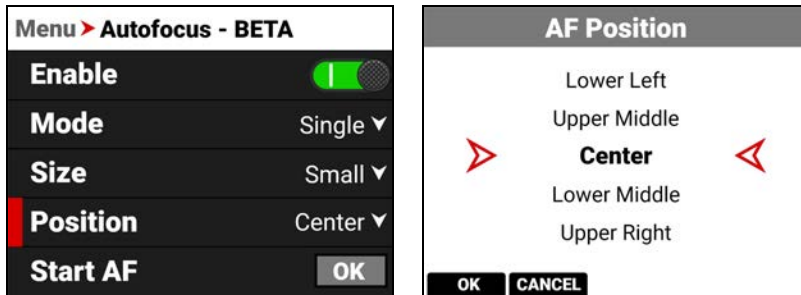 Menu > Autofocus - BETA
Enable
Mode Single
Size Small
Position Center
Start AF OK
AF Position
Lower Left
Upper Middle
Center
Lower Middle
Upper Right
OK CANCEL